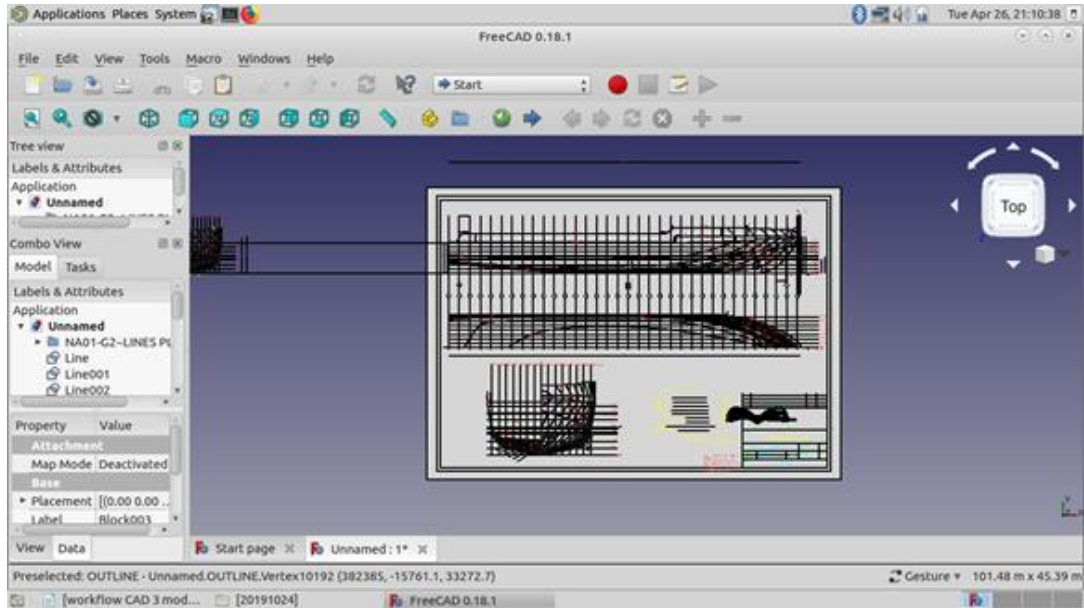 Applications Places System
Tue Apr 26, 21:10:38
FreeCAD 0.18.1
File Edit View Tools Macro Windows Help
Start
Tree view
Labels & Attributes
Application
Unnamed
Combo View
Model Tasks
Labels & Attributes
Application
Unnamed
NA01-G2-LINES PL
Line
Line001
Line002
Property Value
Attachment
Map Mode Deactivated
Base
Placement [(0.00 0.00 ...
Label Block003
View Data
Top
Start page
Unnamed : 1*
Preselected: OUTLINE - Unnamed.OUTLINE.Vertex10192 (382385, -15761.1, 33272.7)
Gesture 101.48 m x 45.39 m
[workflow CAD 3 mod... [20191024] FreeCAD 0.18.1